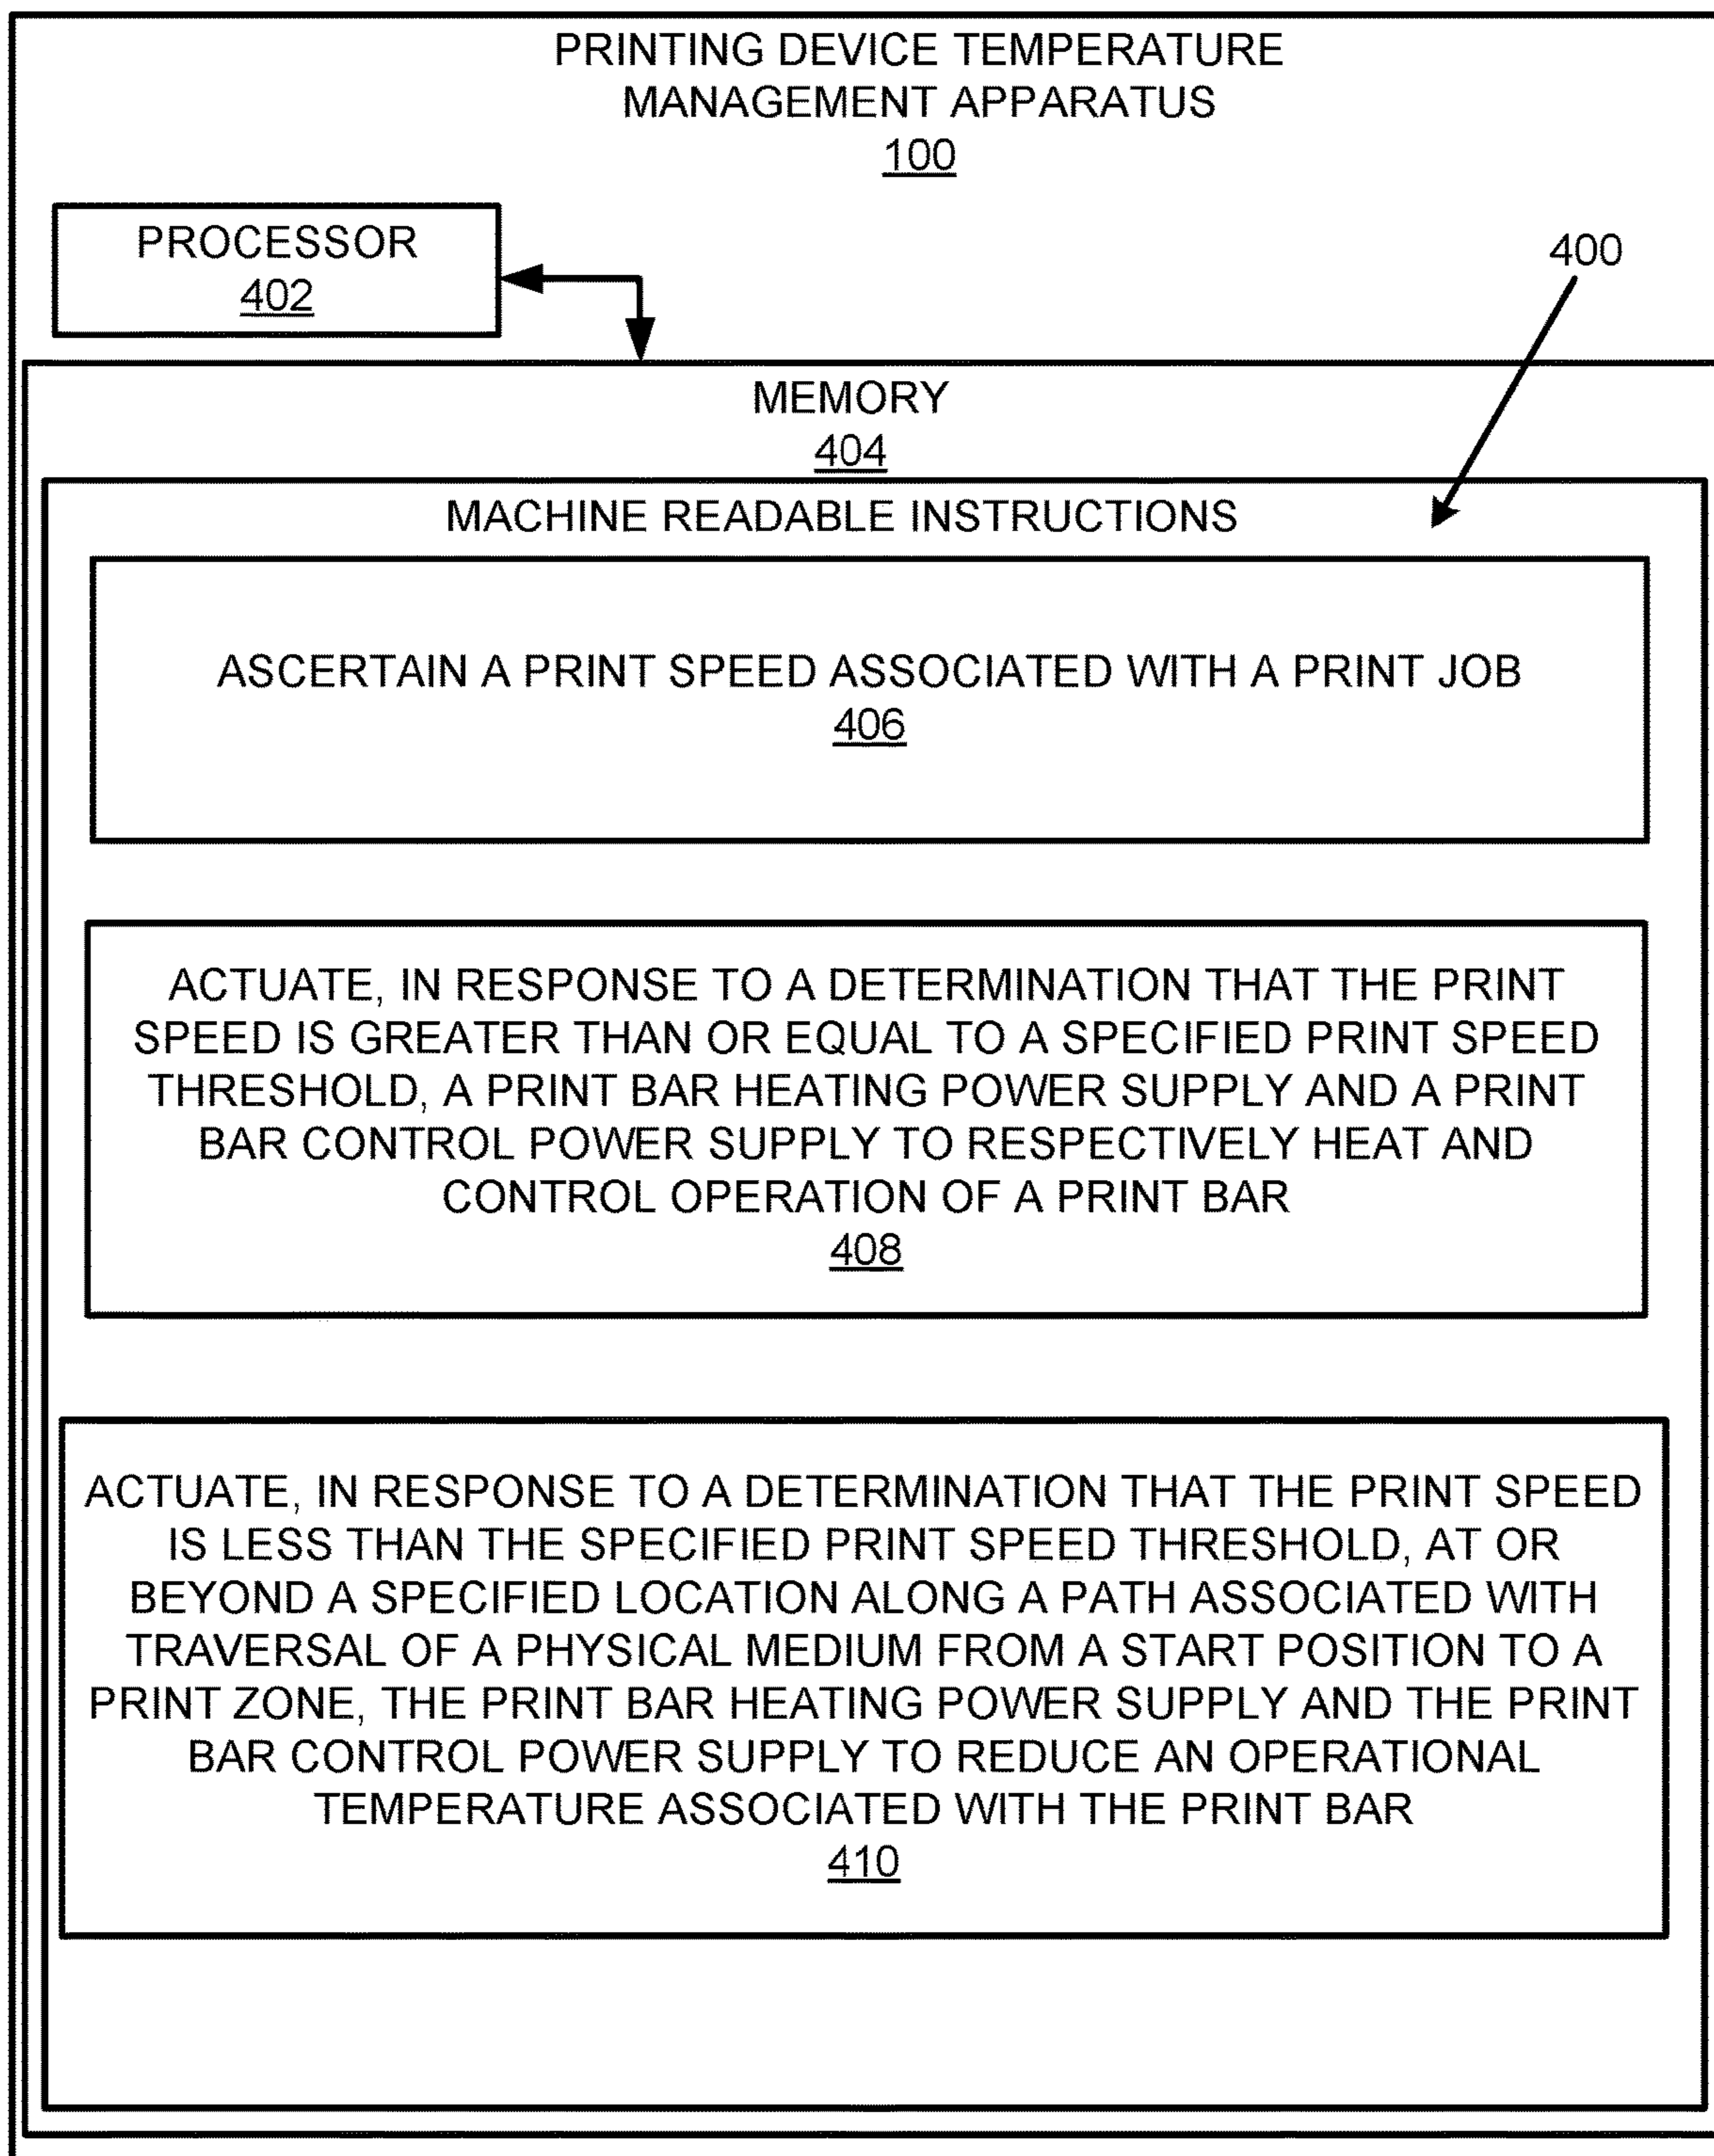 PRINTING DEVICE TEMPERATURE
MANAGEMENT APPARATUS
100
PROCESSOR
402
400
MEMORY
404
MACHINE READABLE INSTRUCTIONS
ASCERTAIN A PRINT SPEED ASSOCIATED WITH A PRINT JOB
406
ACTUATE, IN RESPONSE TO A DETERMINATION THAT THE PRINT
SPEED IS GREATER THAN OR EQUAL TO A SPECIFIED PRINT SPEED
THRESHOLD, A PRINT BAR HEATING POWER SUPPLY AND A PRINT
BAR CONTROL POWER SUPPLY TO RESPECTIVELY HEAT AND
CONTROL OPERATION OF A PRINT BAR
408
ACTUATE, IN RESPONSE TO A DETERMINATION THAT THE PRINT SPEED
IS LESS THAN THE SPECIFIED PRINT SPEED THRESHOLD, AT OR
BEYOND A SPECIFIED LOCATION ALONG A PATH ASSOCIATED WITH
TRAVERSAL OF A PHYSICAL MEDIUM FROM A START POSITION TO A
PRINT ZONE, THE PRINT BAR HEATING POWER SUPPLY AND THE PRINT
BAR CONTROL POWER SUPPLY TO REDUCE AN OPERATIONAL
TEMPERATURE ASSOCIATED WITH THE PRINT BAR
410